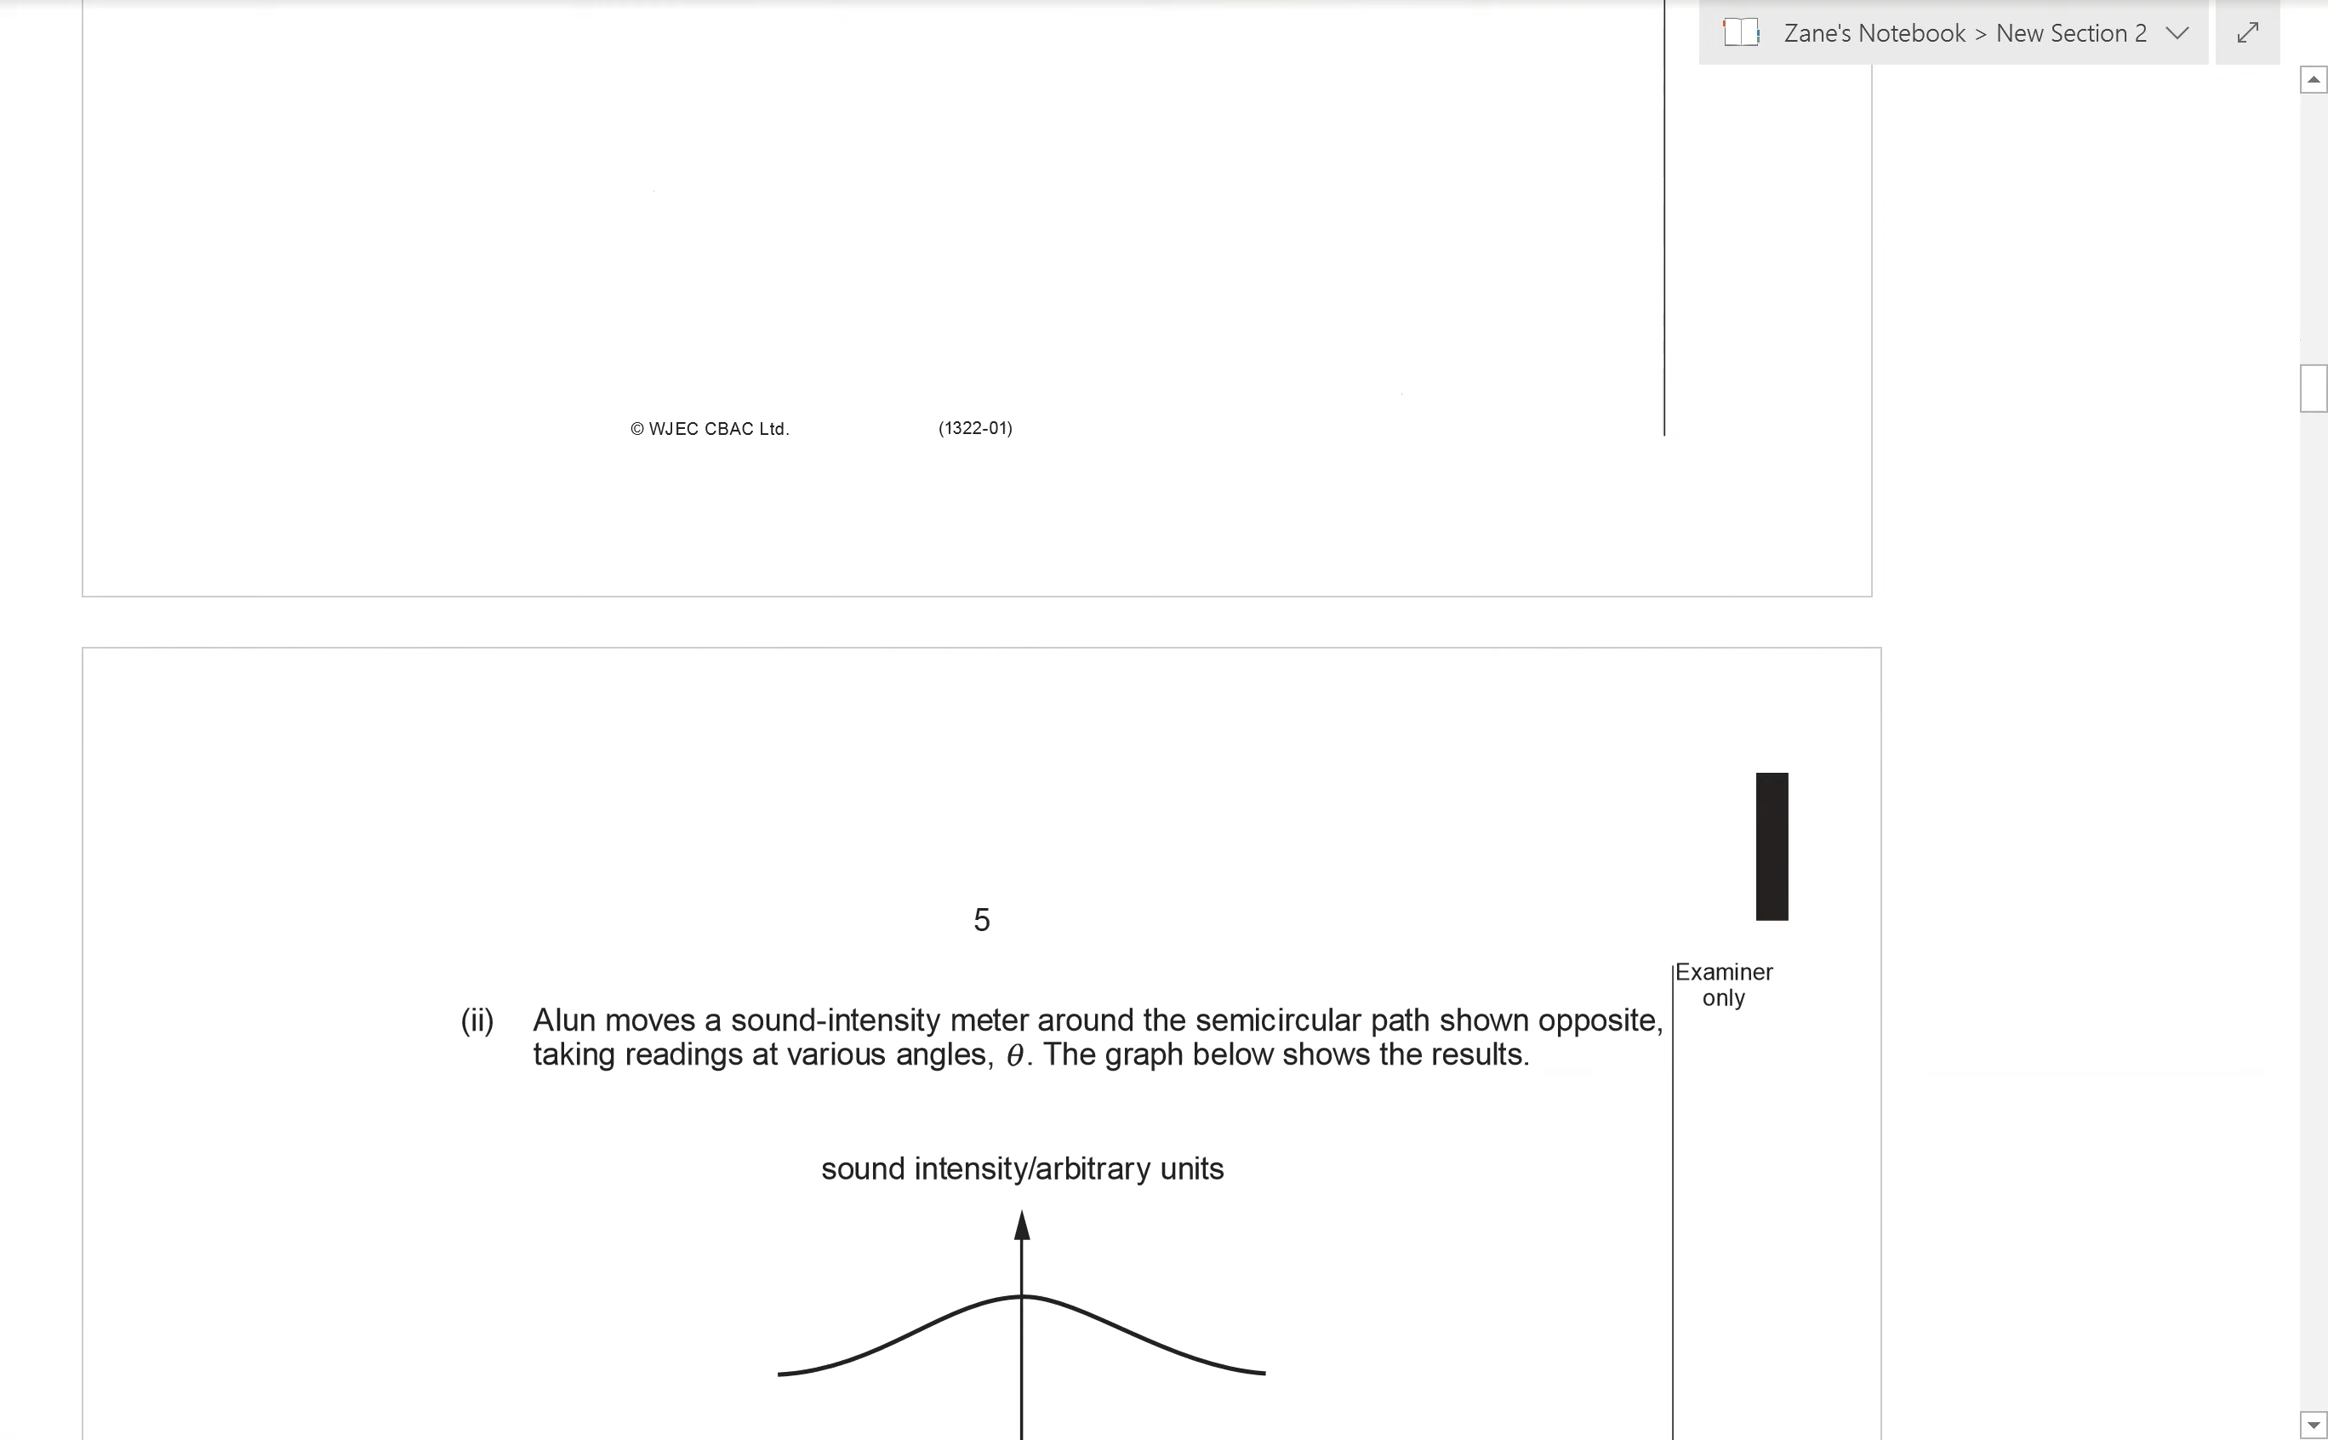 Zane's Notebook > New Section 2
© WJEC CBAC Ltd. (1322-01)
5
Examiner
only
(ii) Alun moves a sound-intensity meter around the semicircular path shown opposite,
taking readings at various angles, θ. The graph below shows the results.
sound intensity/arbitrary units